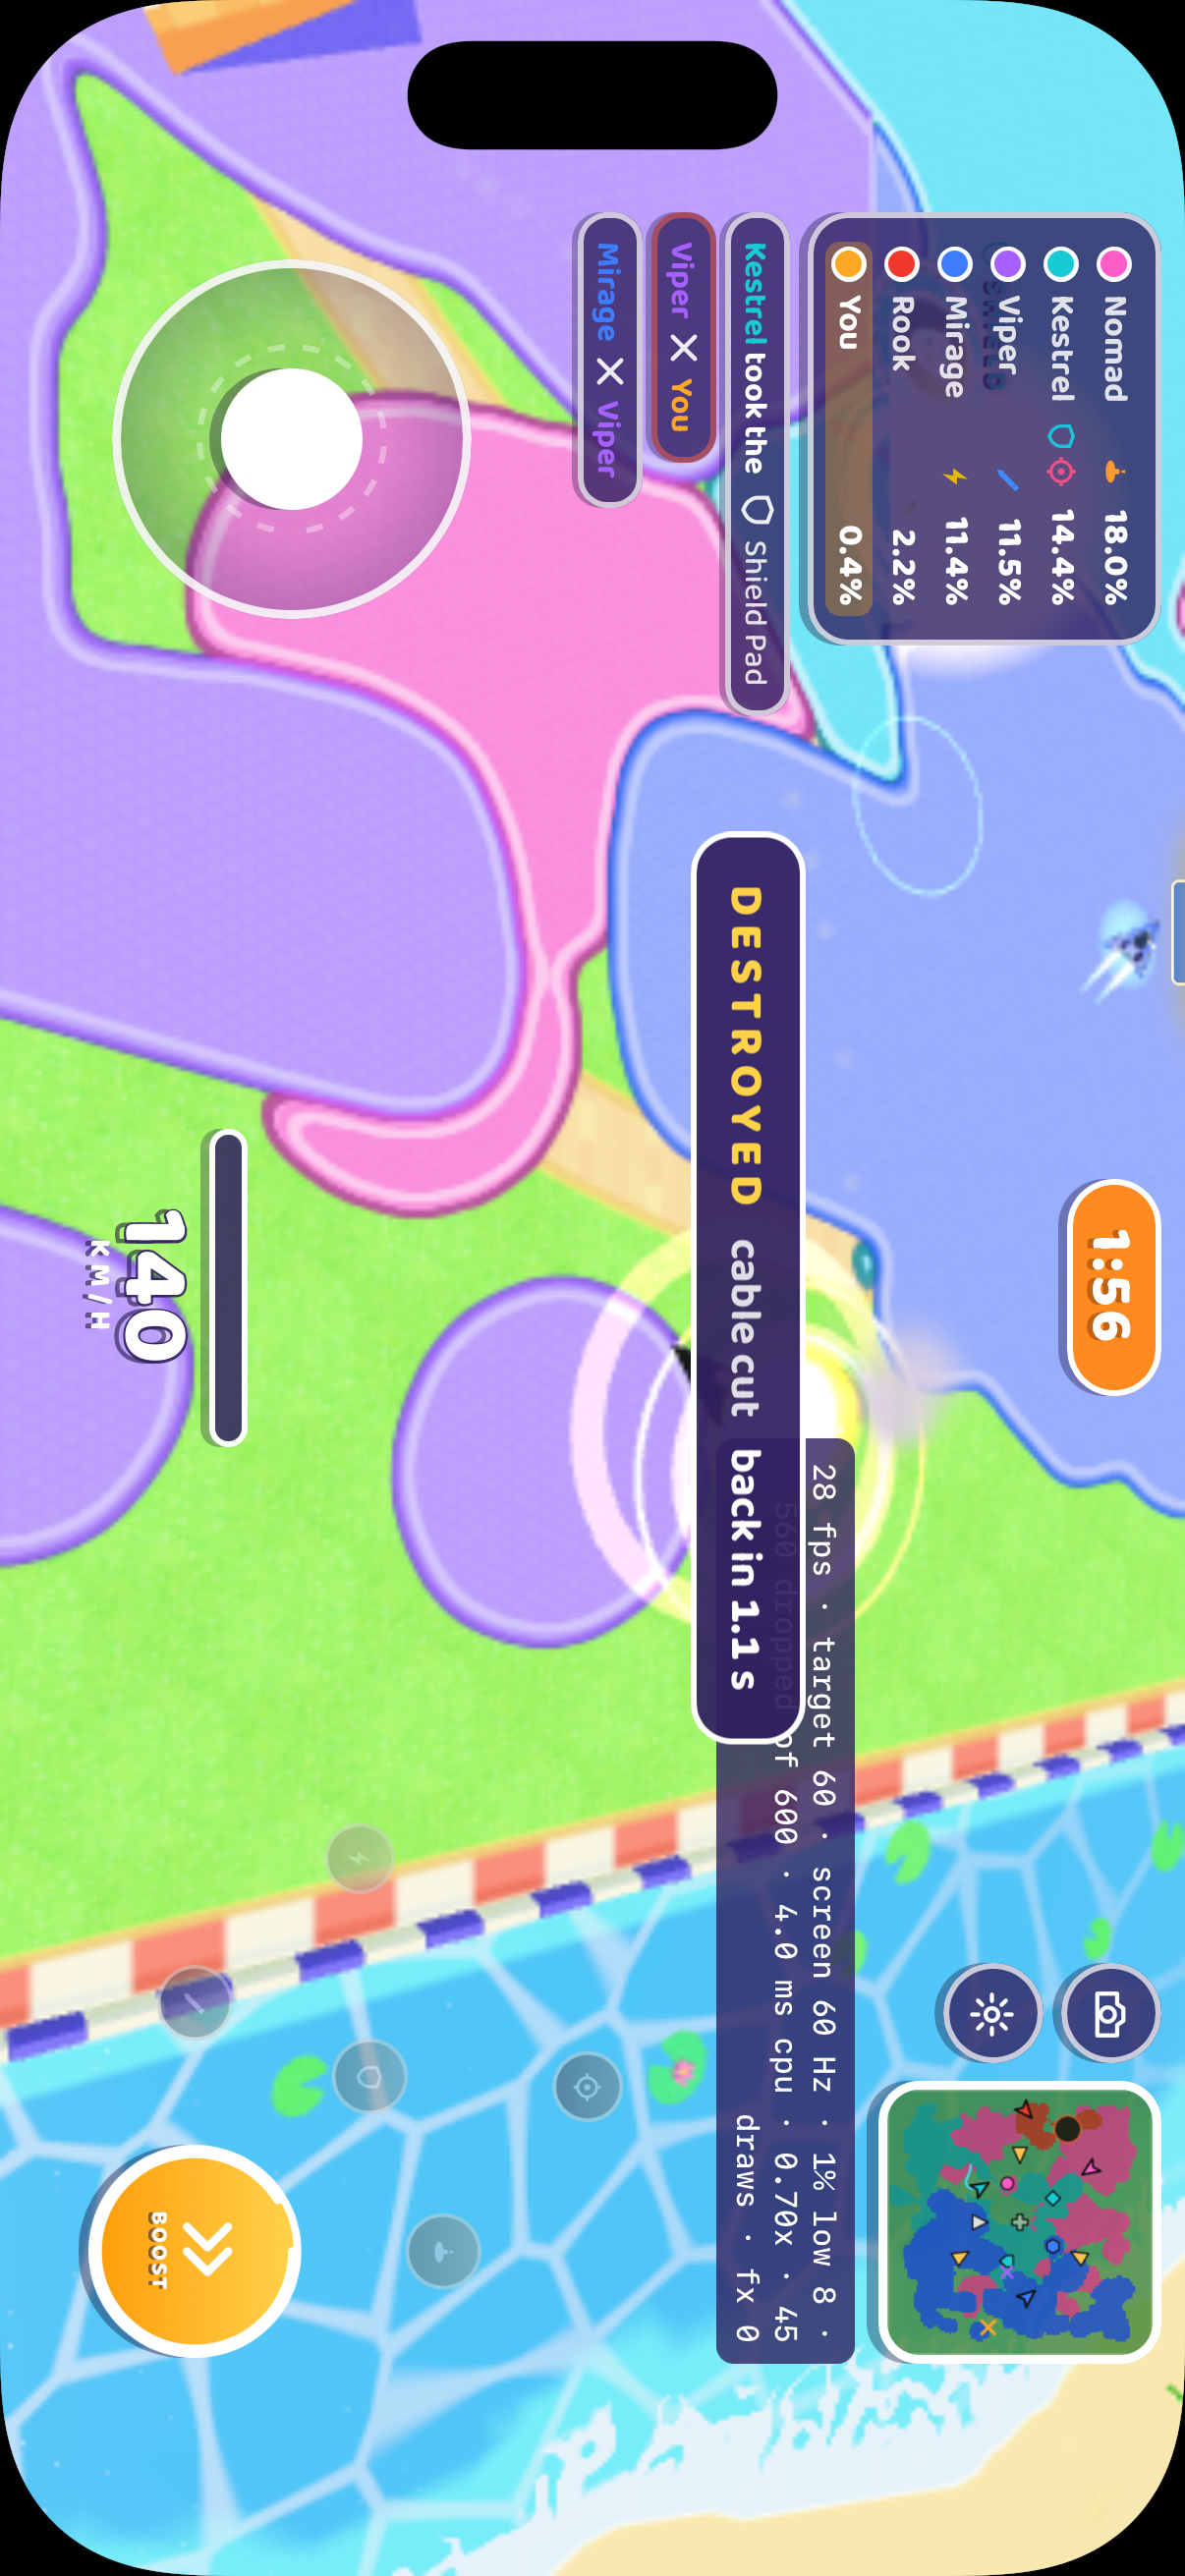 Nomad 18.0%
Kestrel 14.4%
Viper 11.5%
Mirage 11.4%
Rook 2.2%
You 0.4%
Kestrel took the Shield Pad
Viper X You
Mirage X Viper
1:56
28 fps · target 60 · screen 60 Hz · 1% low 8 ·
560 dropped of 600 · 4.0 ms cpu · 0.70x · 45
draws · fx 0
DESTROYED cable cut back in 1.1 s
140
KM/H
BOOST